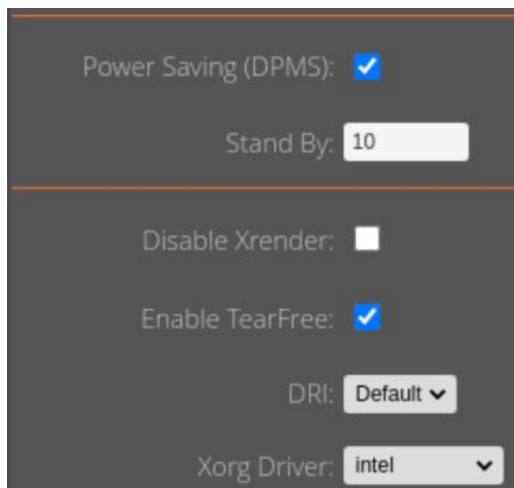 Power Saving (DPMS):
Stand By: 10
Disable Xrender:
Enable TearFree:
DRI: Default
Xorg Driver: intel